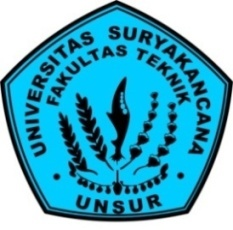 UNIVERSITAS SURYAKANCANA
FAKULTAS TEKNIK
UNSUR